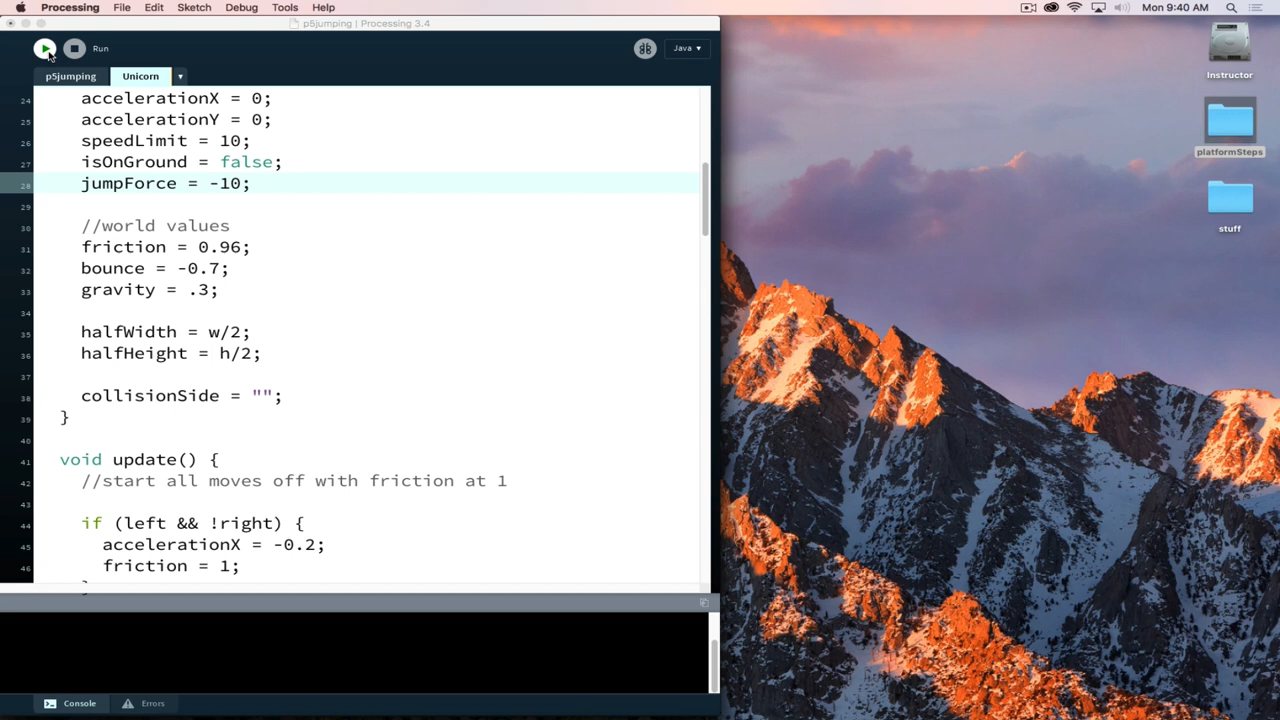 Processing File Edit Sketch Debug Tools Help Mon 9:40 AM
p5jumping | Processing 3.4
Run
Java
p5jumping Unicorn
24 accelerationX = 0;
25 accelerationY = 0;
26 speedLimit = 10;
27 isOnGround = false;
28 jumpForce = -10;
29
30 //world values
31 friction = 0.96;
32 bounce = -0.7;
33 gravity = .3;
34
35 halfWidth = w/2;
36 halfHeight = h/2;
37
38 collisionSide = "";
39 }
40
41 void update() {
42 //start all moves off with friction at 1
43
44 if (left && !right) {
45 accelerationX = -0.2;
46 friction = 1;
Console Errors
Instructor
platformSteps
stuff